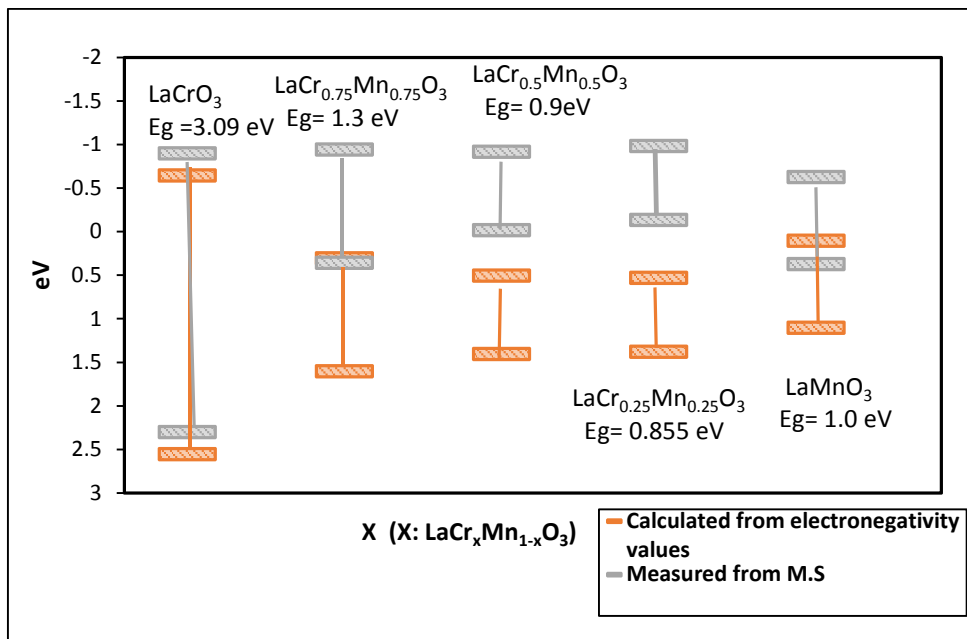 -2
-1.5
-1
-0.5
0
0.5
1
1.5
2
2.5
3
eV
LaCrO₃
Eg =3.09 eV
LaCr₀.₇₅Mn₀.₇₅O₃
Eg= 1.3 eV
LaCr₀.₅Mn₀.₅O₃
Eg= 0.9eV
LaCr₀.₂₅Mn₀.₂₅O₃
Eg= 0.855 eV
LaMnO₃
Eg= 1.0 eV
X (X: LaCrₓMn₁₋ₓO₃)
Calculated from electronegativity
values
Measured from M.S